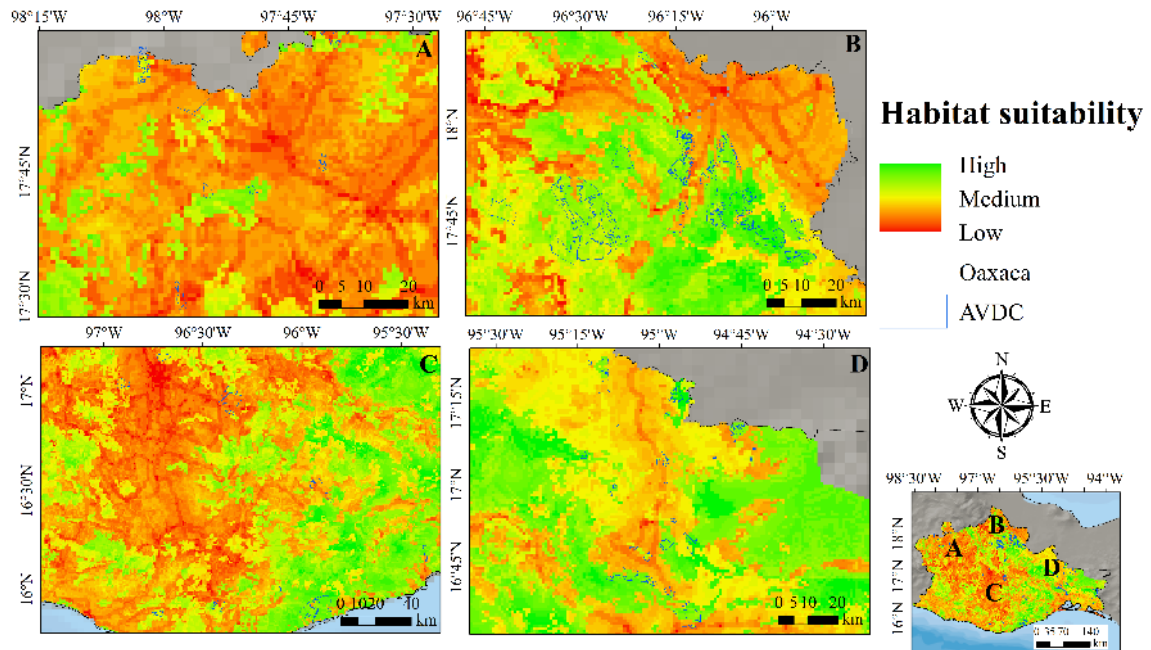 98°15'W 98°W 97°45'W 97°30'W
96°45'W 96°30'W 96°15'W 96°W
A
B
17°45'N
17°30'N
18°N
17°45'N
0 5 10 20
km
0 5 10 20
km
Habitat suitability
High
Medium
Low
Oaxaca
AVDC
97°W 96°30'W 96°W 95°30'W
95°30'W 95°15'W 95°W 94°45'W 94°30'W
C
D
17°N
16°30'N
16°N
17°15'N
17°N
16°45'N
0 10 20 40
km
0 5 10 20
km
N
W E
S
98°30'W 97°W 95°30'W 94°W
18°N
17°N
16°N
A
B
C
D
0 35 70 140
km